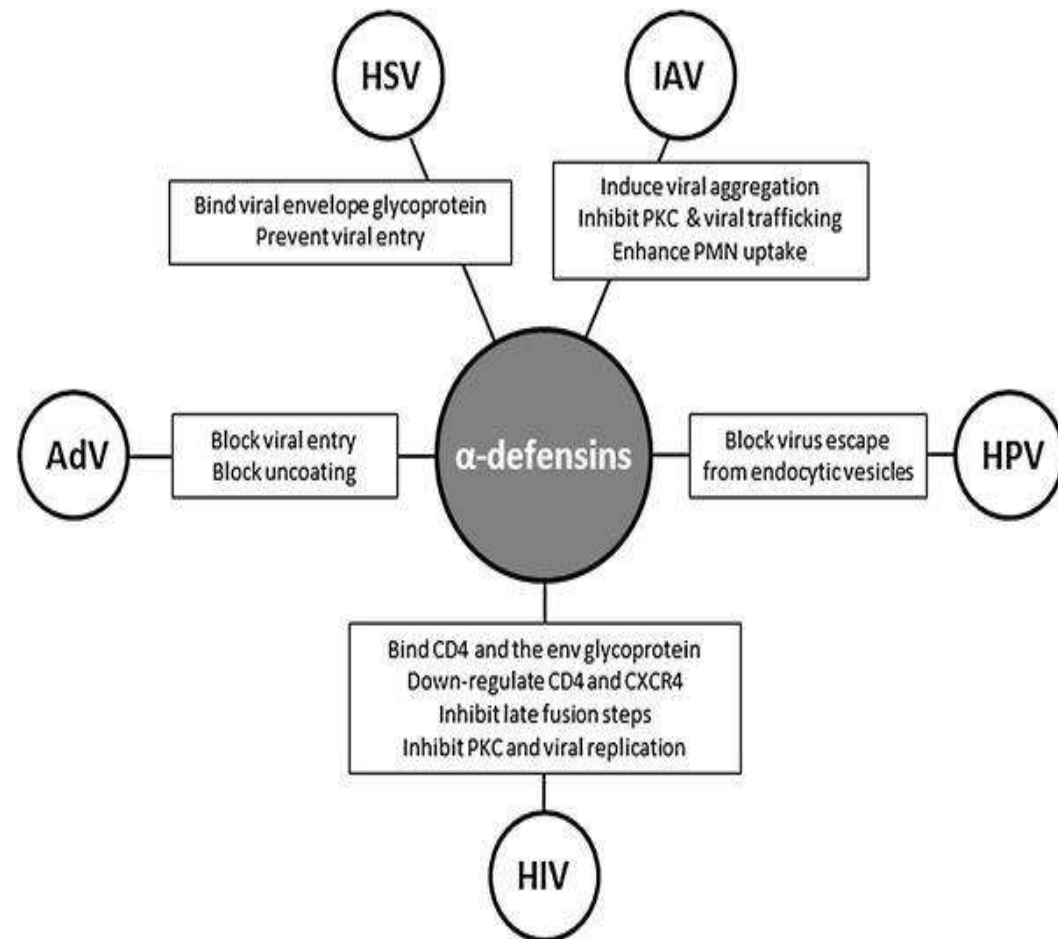 HSV
IAV
Bind viral envelope glycoprotein
Prevent viral entry
Induce viral aggregation
Inhibit PKC & viral trafficking
Enhance PMN uptake
AdV
Block viral entry
Block uncoating
α-defensins
Block virus escape
from endocytic vesicles
HPV
Bind CD4 and the env glycoprotein
Down-regulate CD4 and CXCR4
Inhibit late fusion steps
Inhibit PKC and viral replication
HIV